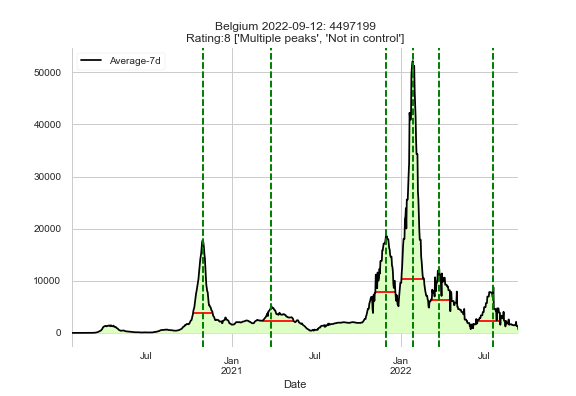 Belgium 2022-09-12: 4497199
Rating:8 ['Multiple peaks', 'Not in control']
Average-7d
50000
40000
30000
20000
10000
0
Jul
Jan
2021
Jul
Jan
2022
Jul
Date